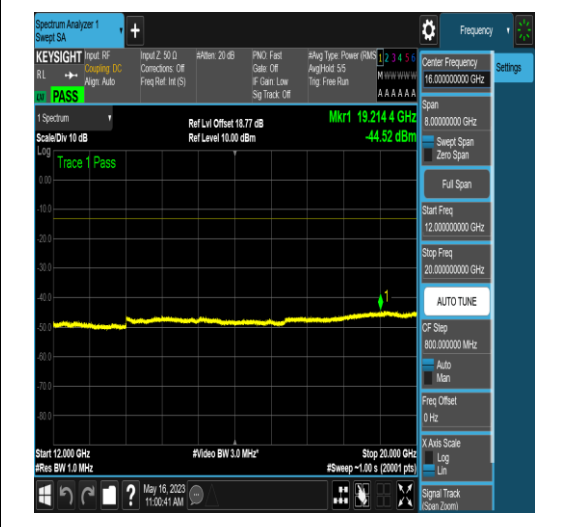 Spectrum Analyzer 1
Swept SA
+
Frequency
KEYSIGHT
RL
PASS
Input: RF
Coupling: DC
Align: Auto
Input Z: 50 Ω
Corrections: Off
Freq Ref: Int (S)
#Atten: 20 dB
PNO: Fast
Gate: Off
IF Gain: Low
Sig Track: Off
#Avg Type: Power (RMS
Avg|Hold: 5/5
Trig: Free Run
1 2 3 4 5 6
M W W W W W
A A A A A A
1 Spectrum
Scale/Div 10 dB
Ref Lvl Offset 18.77 dB
Ref Level 10.00 dBm
Mkr1 19.214 4 GHz
-44.52 dBm
Log
Trace 1 Pass
0.00
-10.0
-20.0
-30.0
-40.0
-50.0
-60.0
-70.0
-80.0
1
Start 12.000 GHz
#Res BW 1.0 MHz
#Video BW 3.0 MHz*
Stop 20.000 GHz
#Sweep ~1.00 s (20001 pts)
?
May 16, 2023
11:00:41 AM
Center Frequency
16.000000000 GHz
Span
8.00000000 GHz
Swept Span
Zero Span
Full Span
Start Freq
12.000000000 GHz
Stop Freq
20.000000000 GHz
AUTO TUNE
CF Step
800.000000 MHz
Auto
Man
Freq Offset
0 Hz
X Axis Scale
Log
Lin
Signal Track
(Span Zoom)
Settings